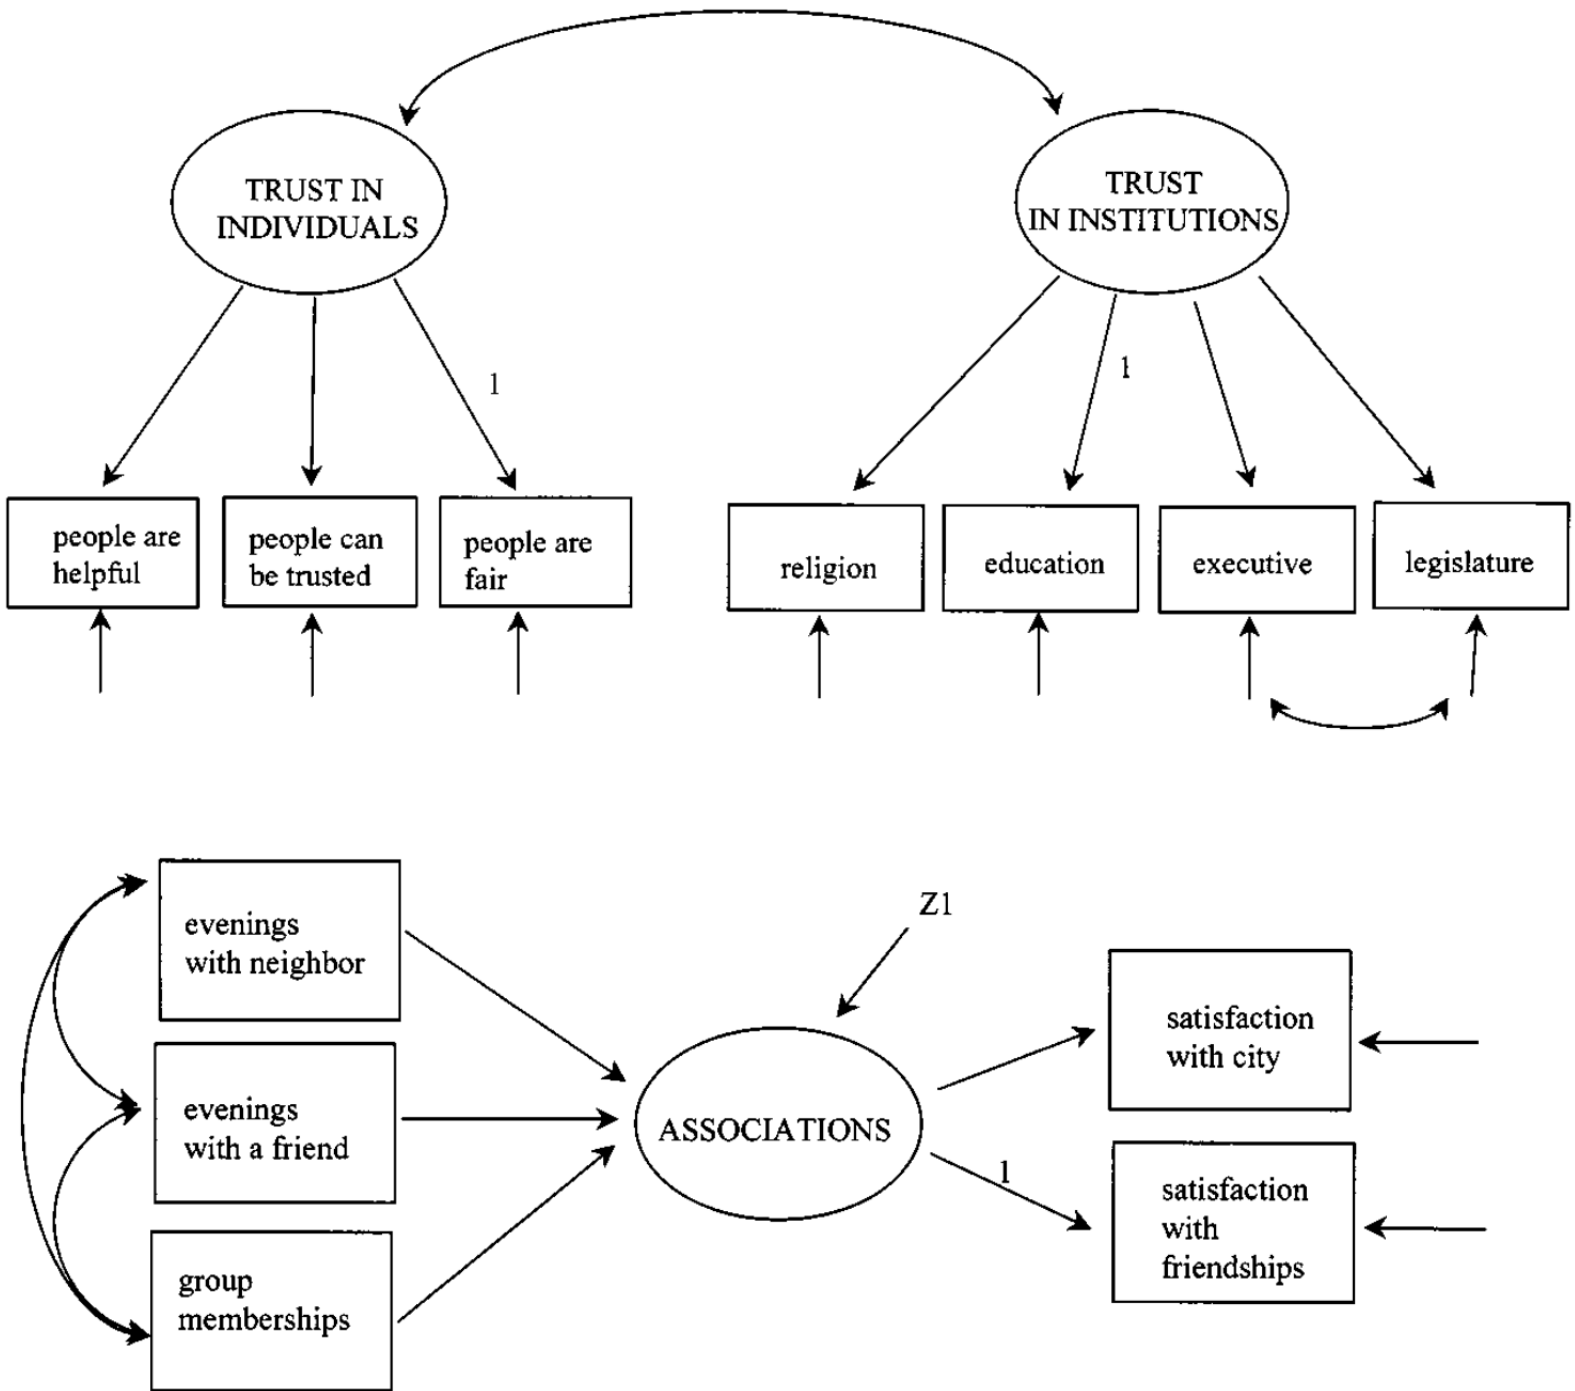 TRUST IN
INDIVIDUALS
TRUST
IN INSTITUTIONS
1
1
people are
helpful
people can
be trusted
people are
fair
religion
education
executive
legislature
Z1
evenings
with neighbor
satisfaction
with city
evenings
with a friend
ASSOCIATIONS
1
satisfaction
with
friendships
group
memberships